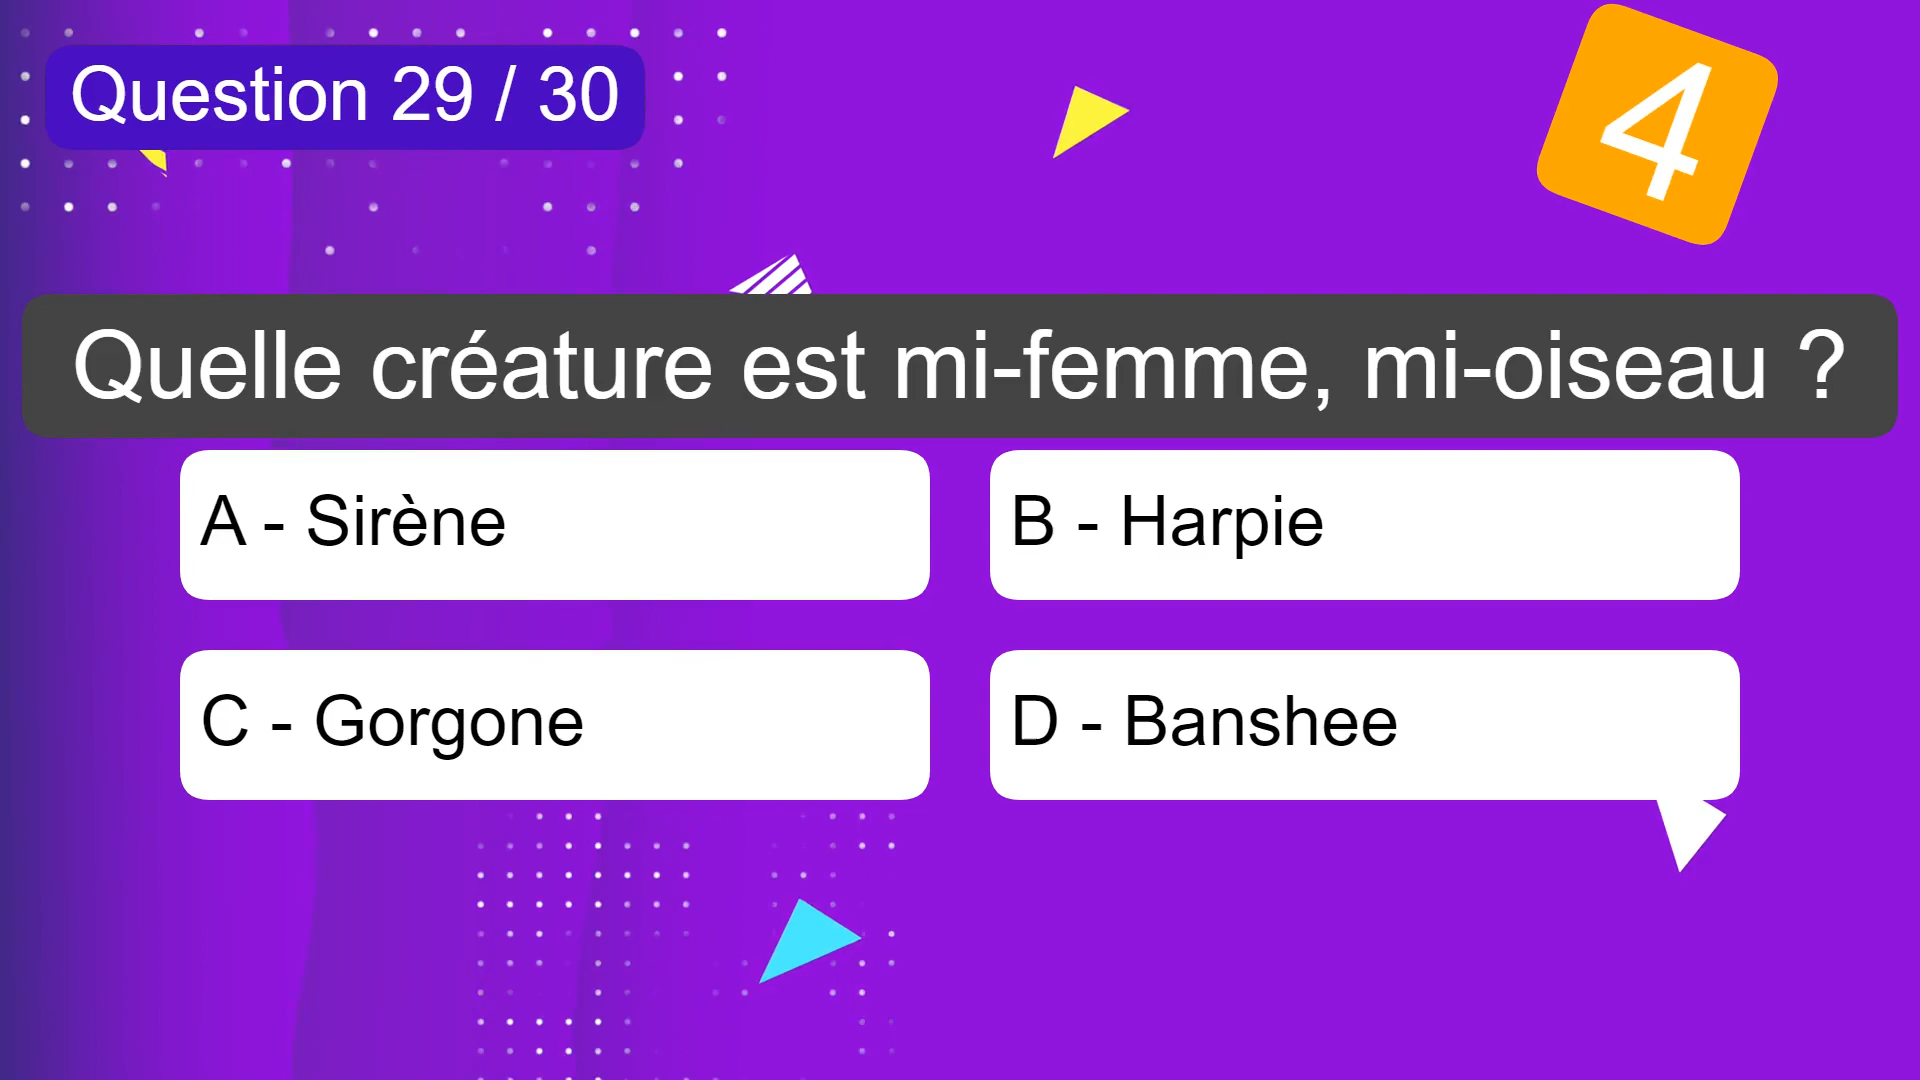 Question 29 / 30
4
Quelle créature est mi-femme, mi-oiseau ?
A - Sirène
B - Harpie
C - Gorgone
D - Banshee